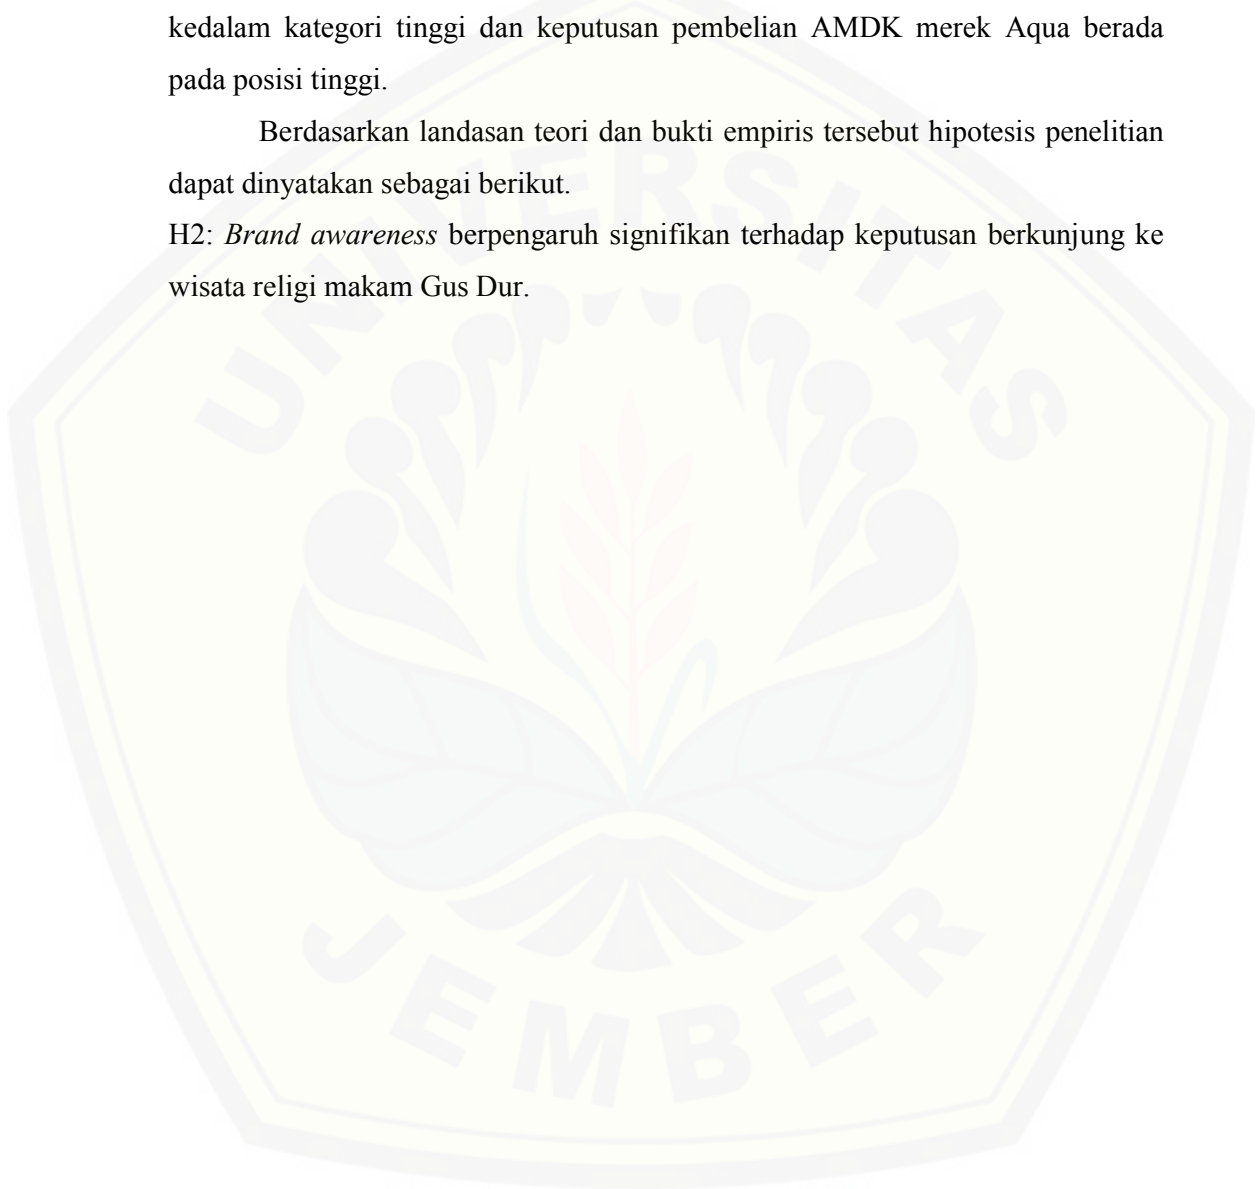 kedalam kategori tinggi dan keputusan pembelian AMDK merek Aqua berada
pada posisi tinggi.
Berdasarkan landasan teori dan bukti empiris tersebut hipotesis penelitian
dapat dinyatakan sebagai berikut.
H2: Brand awareness berpengaruh signifikan terhadap keputusan berkunjung ke
wisata religi makam Gus Dur.
UNIVERSITAS
JEMBER